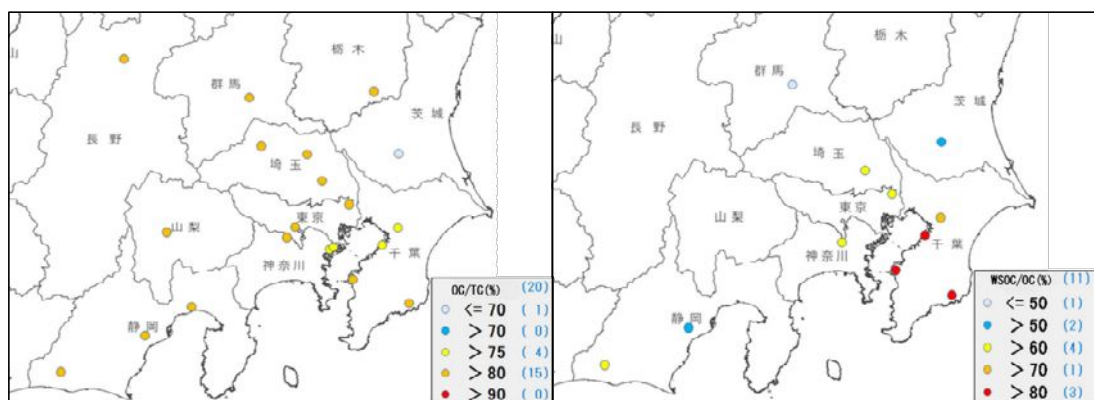 栃木
群馬
茨城
長野
埼玉
東京
山梨
千葉
神奈川
静岡
OC/TC(%) (20)
<= 70 (1)
> 70 (0)
> 75 (4)
> 80 (15)
> 90 (0)
山
栃木
群馬
茨城
長野
埼玉
東京
山梨
千葉
神奈川
静岡
WSOC/OC(%) (11)
<= 50 (1)
> 50 (2)
> 60 (4)
> 70 (1)
> 80 (3)